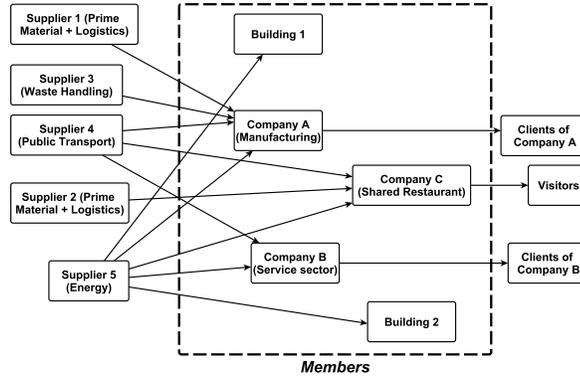 Supplier 1 (Prime
Material + Logistics)
Building 1
Supplier 3
(Waste Handling)
Supplier 4
(Public Transport)
Company A
(Manufacturing)
Clients of
Company A
Company C
(Shared Restaurant)
Visitors
Supplier 2 (Prime
Material + Logistics)
Company B
(Service sector)
Clients of
Company B
Supplier 5
(Energy)
Building 2
Members